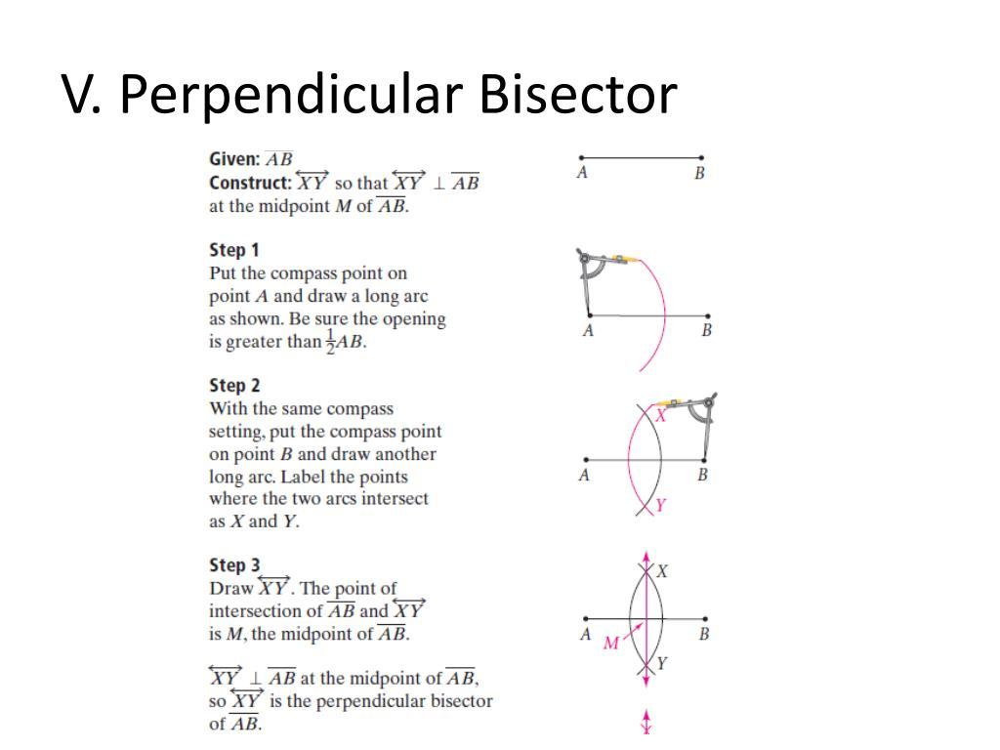 V. Perpendicular Bisector
Given: AB
Construct: XY so that XY ⊥ AB
at the midpoint M of AB.
A B
Step 1
Put the compass point on
point A and draw a long arc
as shown. Be sure the opening
is greater than 1/2AB.
A B
Step 2
With the same compass
setting, put the compass point
on point B and draw another
long arc. Label the points
where the two arcs intersect
as X and Y.
X
A B
Y
Step 3
Draw XY. The point of
intersection of AB and XY
is M, the midpoint of AB.
X
A M B
Y
XY ⊥ AB at the midpoint of AB,
so XY is the perpendicular bisector
of AB.